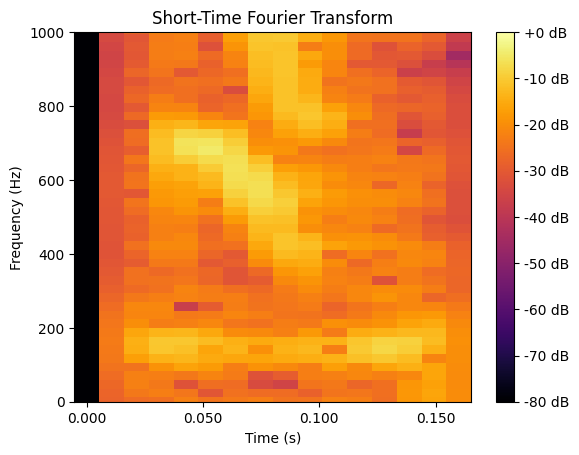 Short-Time Fourier Transform
Frequency (Hz)
1000
800
600
400
200
0
0.000
0.050
0.100
0.150
Time (s)
+0 dB
-10 dB
-20 dB
-30 dB
-40 dB
-50 dB
-60 dB
-70 dB
-80 dB